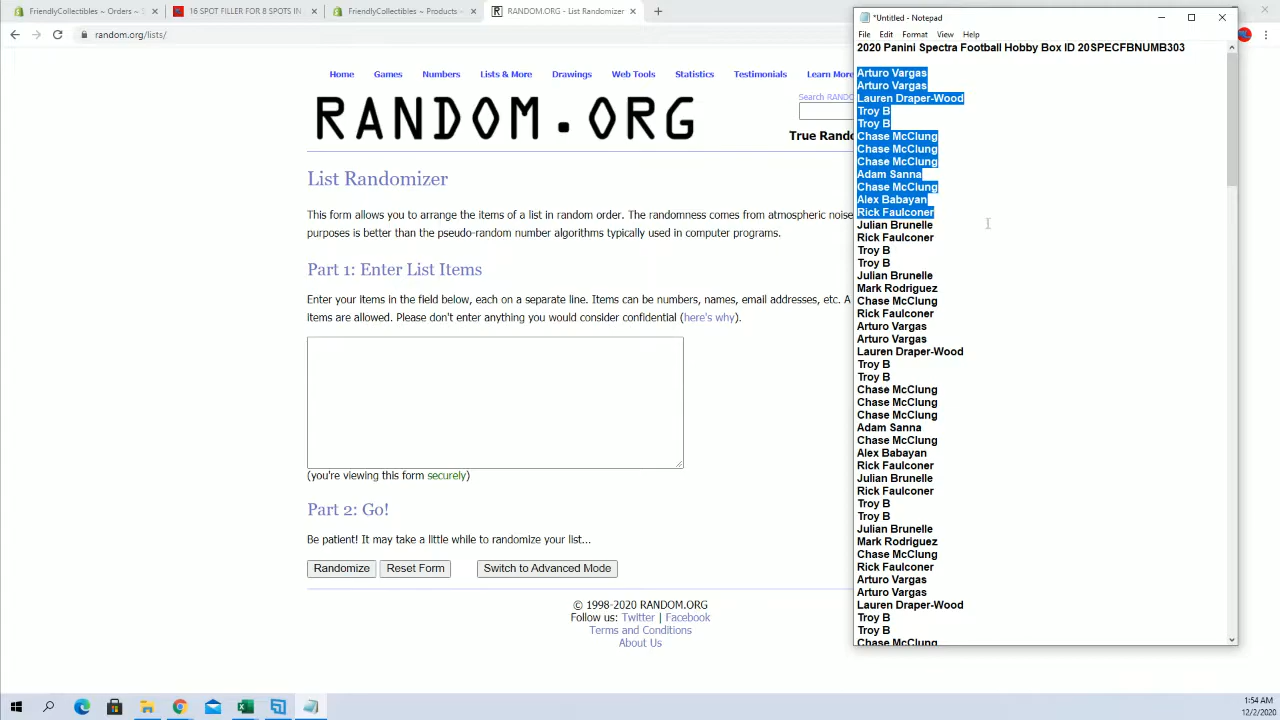 FriendlyCollectibles ~ Orders ~
16 SPOT FILLER FOR 8 SPOTS IN
FriendlyCollectibles ~ Products ~
RANDOM.ORG - List Randomizer
random.org/lists/
Home Games Numbers Lists & More Drawings Web Tools Statistics Testimonials Learn More
Search RANDO
RANDOM.ORG
True Rando
List Randomizer
This form allows you to arrange the items of a list in random order. The randomness comes from atmospheric noise
purposes is better than the pseudo-random number algorithms typically used in computer programs.
Part 1: Enter List Items
Enter your items in the field below, each on a separate line. Items can be numbers, names, email addresses, etc. A
items are allowed. Please don't enter anything you would consider confidential (here's why).
(you're viewing this form securely)
Part 2: Go!
Be patient! It may take a little while to randomize your list...
Randomize Reset Form Switch to Advanced Mode
© 1998-2020 RANDOM.ORG
Follow us: Twitter | Facebook
Terms and Conditions
About Us
*Untitled - Notepad
File Edit Format View Help
2020 Panini Spectra Football Hobby Box ID 20SPECFBNUMB303
Arturo Vargas
Arturo Vargas
Lauren Draper-Wood
Troy B
Troy B
Chase McClung
Chase McClung
Chase McClung
Adam Sanna
Chase McClung
Alex Babayan
Rick Faulconer
Julian Brunelle
Rick Faulconer
Troy B
Troy B
Julian Brunelle
Mark Rodriguez
Chase McClung
Rick Faulconer
Arturo Vargas
Arturo Vargas
Lauren Draper-Wood
Troy B
Troy B
Chase McClung
Chase McClung
Chase McClung
Adam Sanna
Chase McClung
Alex Babayan
Rick Faulconer
Julian Brunelle
Rick Faulconer
Troy B
Troy B
Julian Brunelle
Mark Rodriguez
Chase McClung
Rick Faulconer
Arturo Vargas
Arturo Vargas
Lauren Draper-Wood
Troy B
Troy B
Chase McClung
1:54 AM
12/2/2020